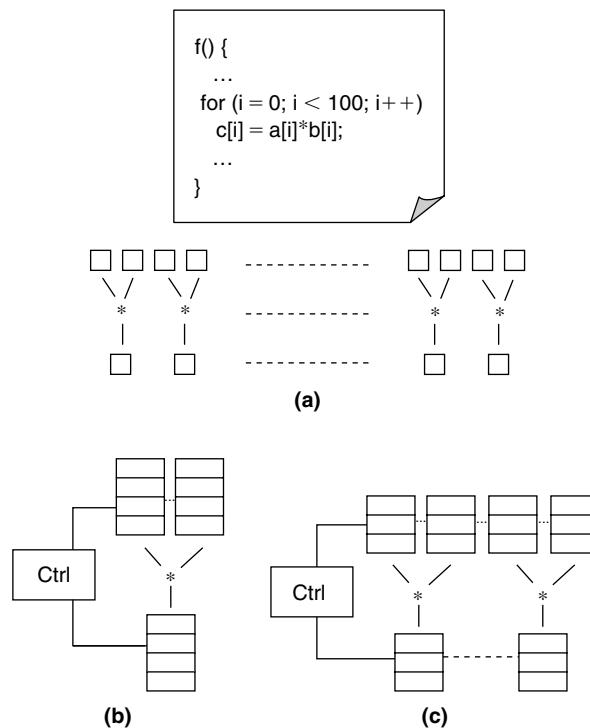 f() {
...
for (i = 0; i < 100; i++)
c[i] = a[i]*b[i];
...
}
* * * *
(a)
Ctrl
*
(b)
Ctrl
* *
(c)